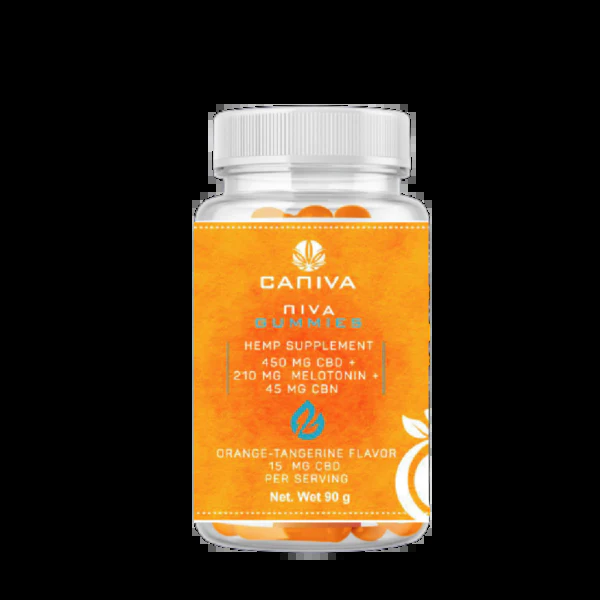 CANIVA
NIVA
GUMMIES
HEMP SUPPLEMENT
450 MG CBD +
210 MG MELOTONIN +
45 MG CBN
ORANGE-TANGERINE FLAVOR
15 MG CBD
PER SERVING
Net. Wet 90 g